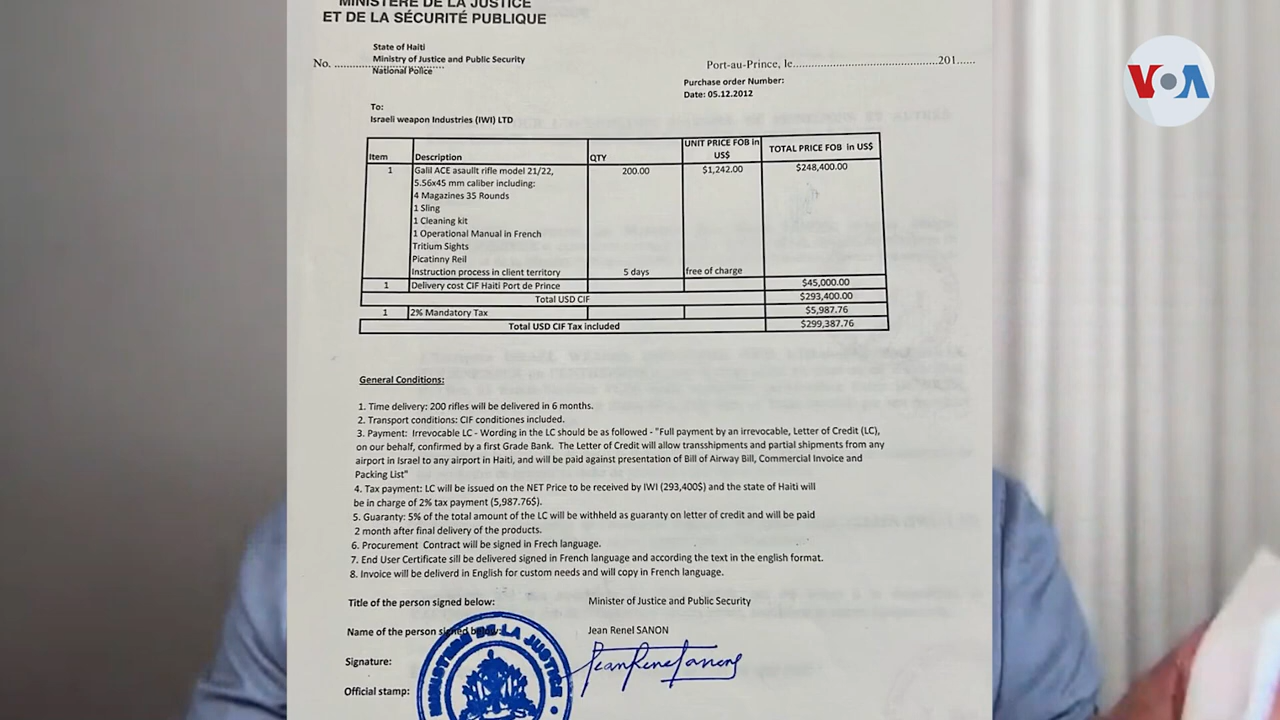 MINISTÈRE DE LA JUSTICE
ET DE LA SÉCURITÉ PUBLIQUE
VOA
State of Haiti
No. ........................ Ministry of Justice and Public Security
National Police
Port-au-Prince, le..............................................201......
Purchase order Number:
Date: 05.12.2012
To:
Israeli weapon Industries (IWI) LTD
Item Description QTY UNIT PRICE FOB in US$ TOTAL PRICE FOB in US$
1 Galil ACE asaullt rifle model 21/22, 200.00 $1,242.00 $248,400.00
5.56x45 mm caliber including:
4 Magazines 35 Rounds
1 Sling
1 Cleaning kit
1 Operational Manual in French
Tritium Sights
Picatinny Reil
Instruction process in client territory 5 days free of charge
1 Delivery cost CIF Haiti Port de Prince $45,000.00
Total USD CIF $293,400.00
1 2% Mandatory Tax $5,987.76
Total USD CIF Tax included $299,387.76
General Conditions:
1. Time delivery: 200 rifles will be delivered in 6 months.
2. Transport conditions: CIF conditiones included.
3. Payment: Irrevocable LC - Wording in the LC should be as followed - "Full payment by an irrevocable, Letter of Credit (LC),
on our behalf, confirmed by a first Grade Bank. The Letter of Credit will allow transshipments and partial shipments from any
airport in Israel to any airport in Haiti, and will be paid against presentation of Bill of Airway Bill, Commercial Invoice and
Packing List"
4. Tax payment: LC will be issued on the NET Price to be received by IWI (293,400$) and the state of Haiti will
be in charge of 2% tax payment (5,987.76$).
5. Guaranty: 5% of the total amount of the LC will be withheld as guaranty on letter of credit and will be paid
2 month after final delivery of the products.
6. Procurement Contract will be signed in Frech language.
7. End User Certificate sill be delivered signed in French language and according the text in the english format.
8. Invoice will be deliverd in English for custom needs and will copy in French language.
Title of the person signed below: Minister of Justice and Public Security
Name of the person signed below: Jean Renel SANON
Signature: Jean Renel Sanon
Official stamp:
MINISTERE DE LA JUSTICE